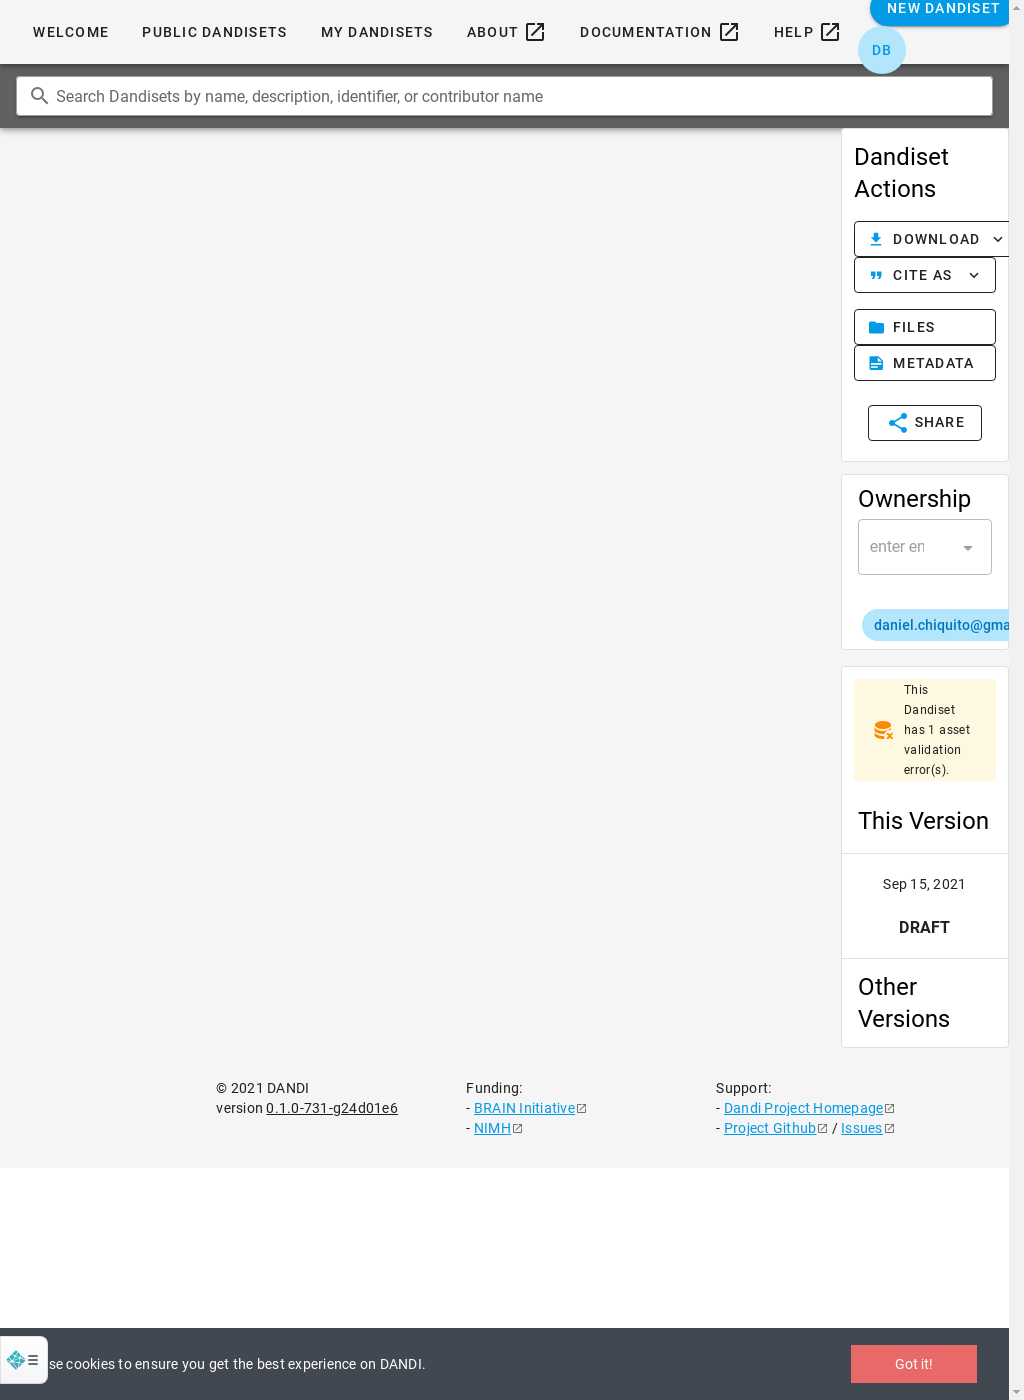 NEW DANDISET
WELCOME
PUBLIC DANDISETS
MY DANDISETS
ABOUT
DOCUMENTATION
HELP
DB
Search Dandisets by name, description, identifier, or contributor name
Dandiset
Actions
DOWNLOAD
CITE AS
FILES
METADATA
SHARE
Ownership
enter en
daniel.chiquito@gma
This
Dandiset
has 1 asset
validation
error(s).
This Version
Sep 15, 2021
DRAFT
Other
Versions
© 2021 DANDI
version 0.1.0-731-g24d01e6
Funding:
- BRAIN Initiative
- NIMH
Support:
- Dandi Project Homepage
- Project Github / Issues
se cookies to ensure you get the best experience on DANDI.
Got it!